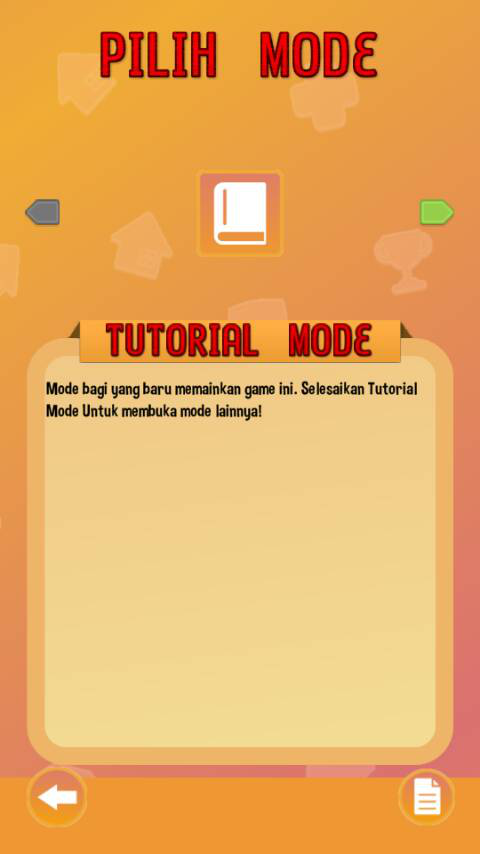 PILIH MODE
TUTORIAL MODE
Mode bagi yang baru memainkan game ini. Selesaikan Tutorial
Mode Untuk membuka mode lainnya!